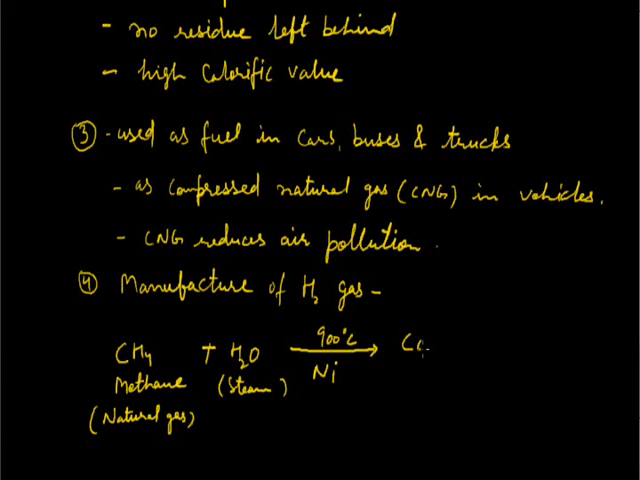 - no residue left behind
- high Calorific value
③ - used as fuel in cars, buses & trucks
- as compressed natural gas (CNG) in vehicles.
- CNG reduces air pollution.
④ Manufacture of H₂ gas -
CH₄ + H₂O 900°C Ni → Co
Methane (Steam)
(Natural gas)